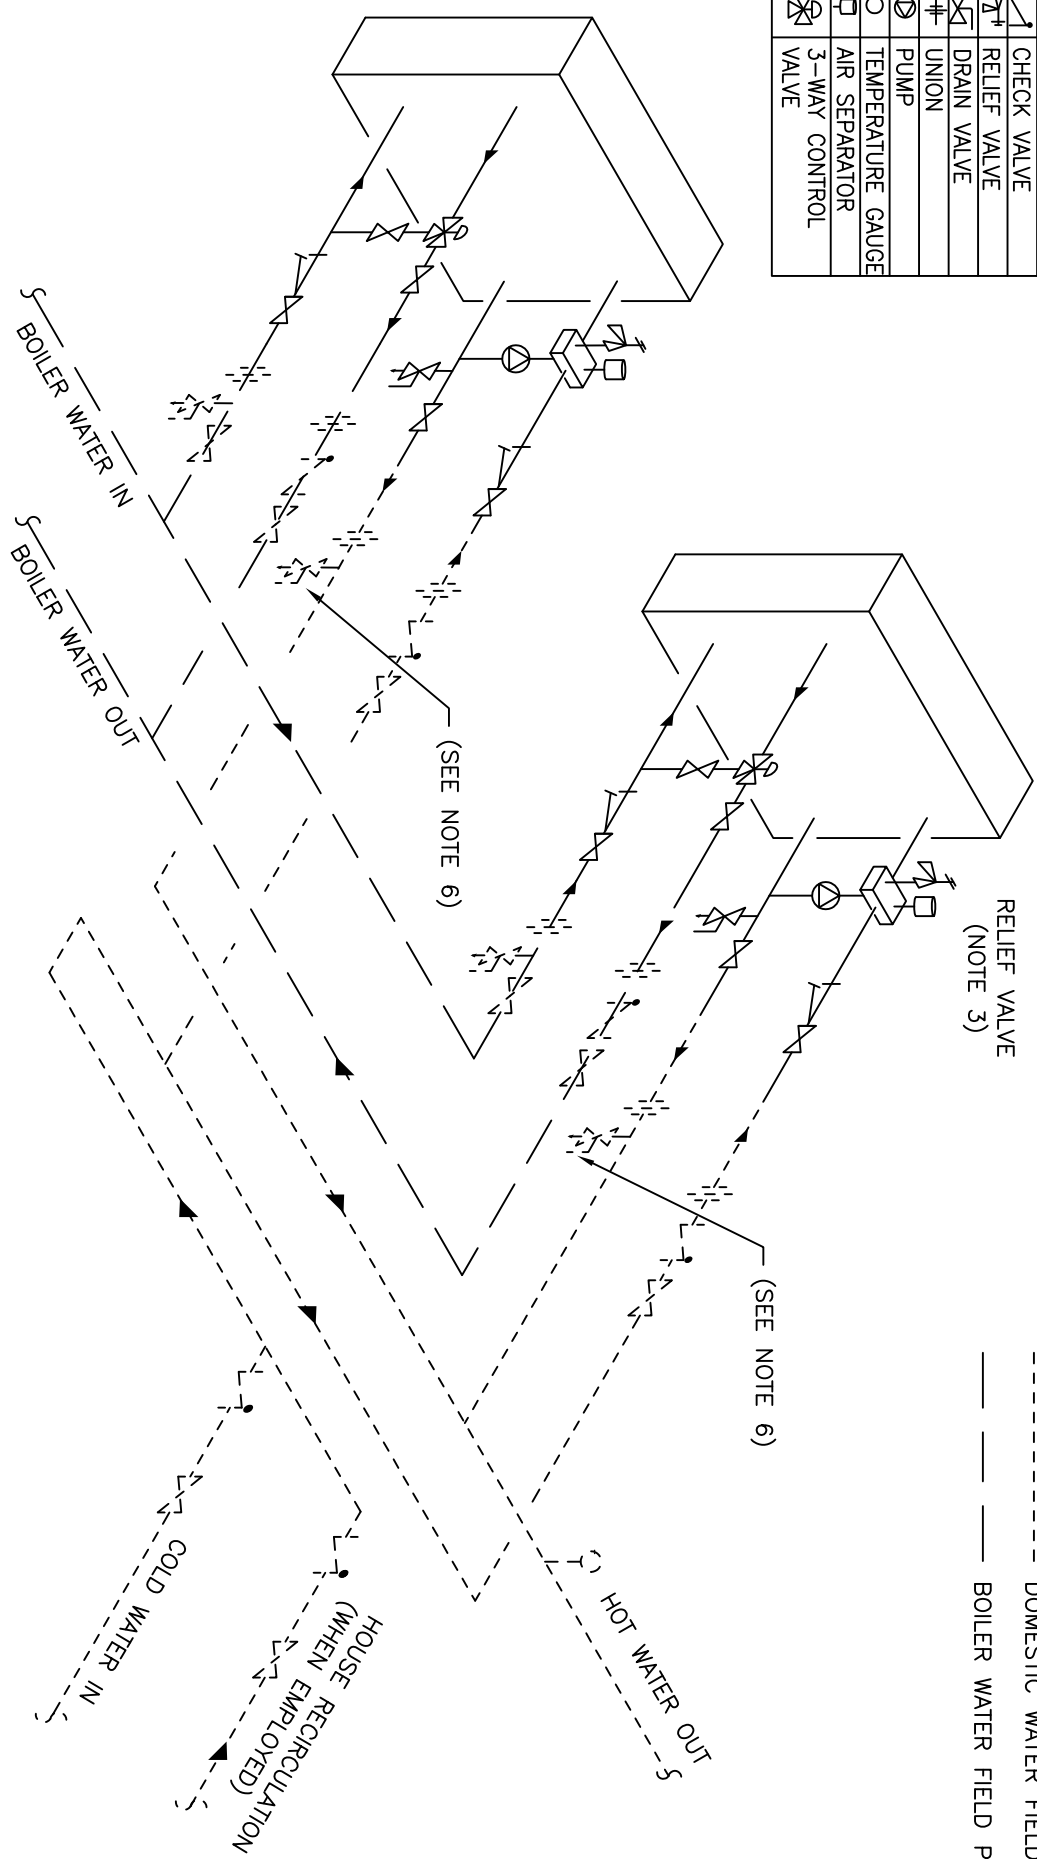 CHECK VALVE
RELIEF VALVE
DRAIN VALVE
UNION
PUMP
TEMPERATURE GAUGE
AIR SEPARATOR
3-WAY CONTROL
VALVE
DOMESTIC WATER FIELD
BOILER WATER FIELD P
RELIEF VALVE
(NOTE 3)
(SEE NOTE 6)
(SEE NOTE 6)
BOILER WATER IN
BOILER WATER OUT
HOT WATER OUT
HOUSE RECIRCULATION
(WHEN EMPLOYED)
COLD WATER IN